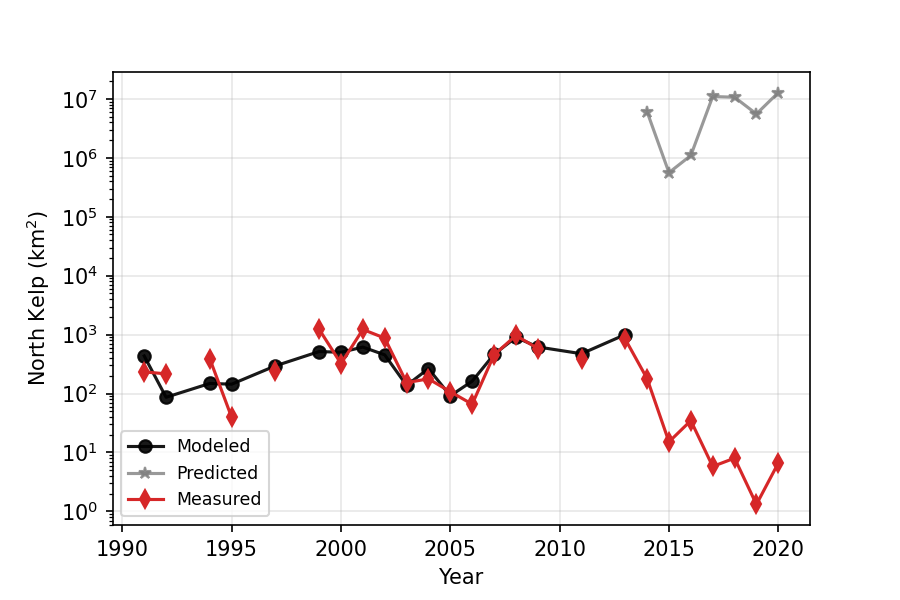 North Kelp (km²)
10⁷
10⁶
10⁵
10⁴
10³
10²
10¹
10⁰
Modeled
Predicted
Measured
1990 1995 2000 2005 2010 2015 2020
Year